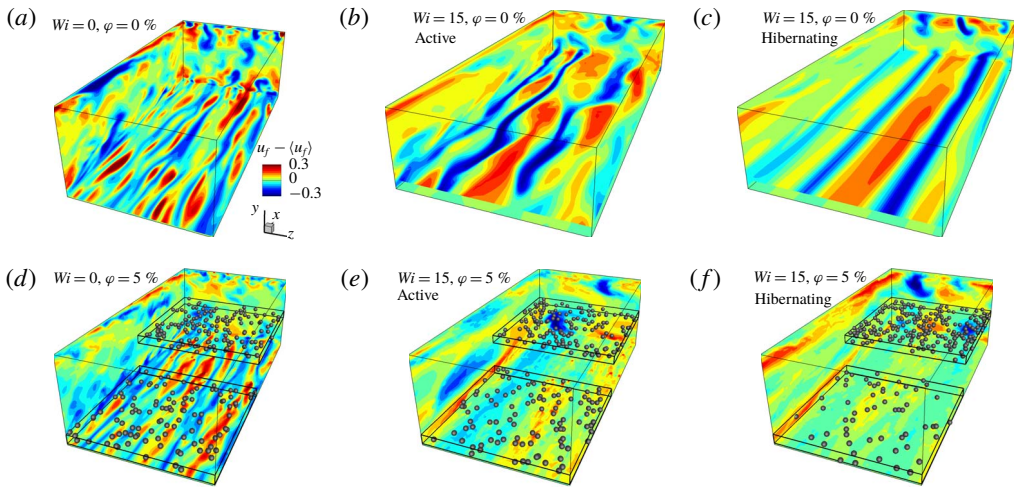 (a) Wi = 0, φ = 0 %
(b) Wi = 15, φ = 0 %
Active
(c) Wi = 15, φ = 0 %
Hibernating
u_f − ⟨u_f⟩
0.3
0
−0.3
y
x
z
(d) Wi = 0, φ = 5 %
(e) Wi = 15, φ = 5 %
Active
(f) Wi = 15, φ = 5 %
Hibernating